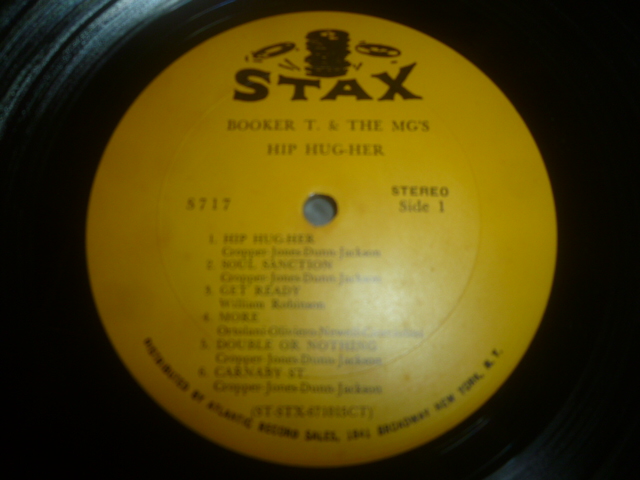 STAX
BOOKER T. & THE MG'S
HIP HUG-HER
S717
STEREO
Side 1
1. HIP HUG-HER
Cropper-Jones-Dunn-Jackson
2. SOUL SANCTION
Cropper-Jones-Dunn-Jackson
3. GET READY
William Robinson
4. MORE
Ortolani-Oliviero-
5. DOUBLE OR NOTHING
Cropper-Jones-Dunn-Jackson
6. CARNABY ST.
Cropper-Jones-Dunn-Jackson
DISTRIBUTED BY ATLANTIC RECORD SALES, 1841 BROADWAY NEW YORK, N.Y.